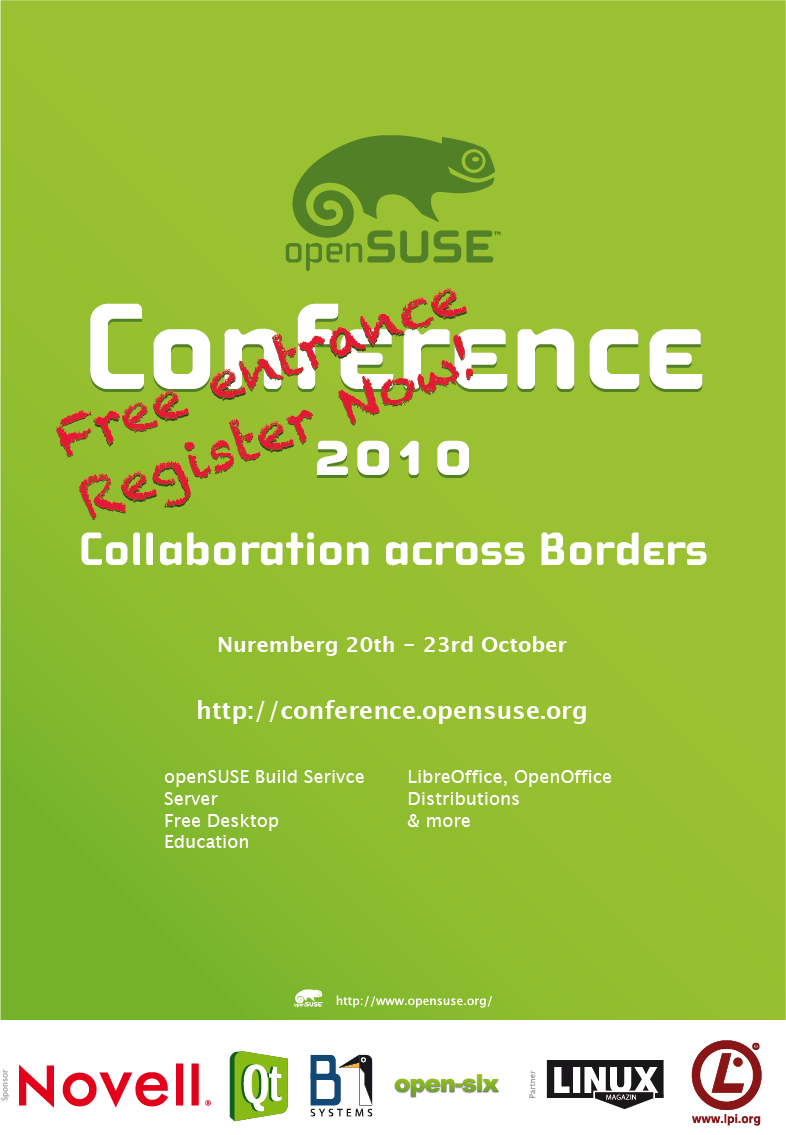 openSUSE™
Conference
Free entrance
Register Now!
2010
Collaboration across Borders
Nuremberg 20th - 23rd October
http://conference.opensuse.org
openSUSE Build Serivce
Server
Free Desktop
Education
LibreOffice, OpenOffice
Distributions
& more
openSUSE
http://www.opensuse.org/
Sponsor
Novell®
Qt
B1
SYSTEMS
open-slx
Partner
LINUX
MAGAZIN
L
www.lpi.org